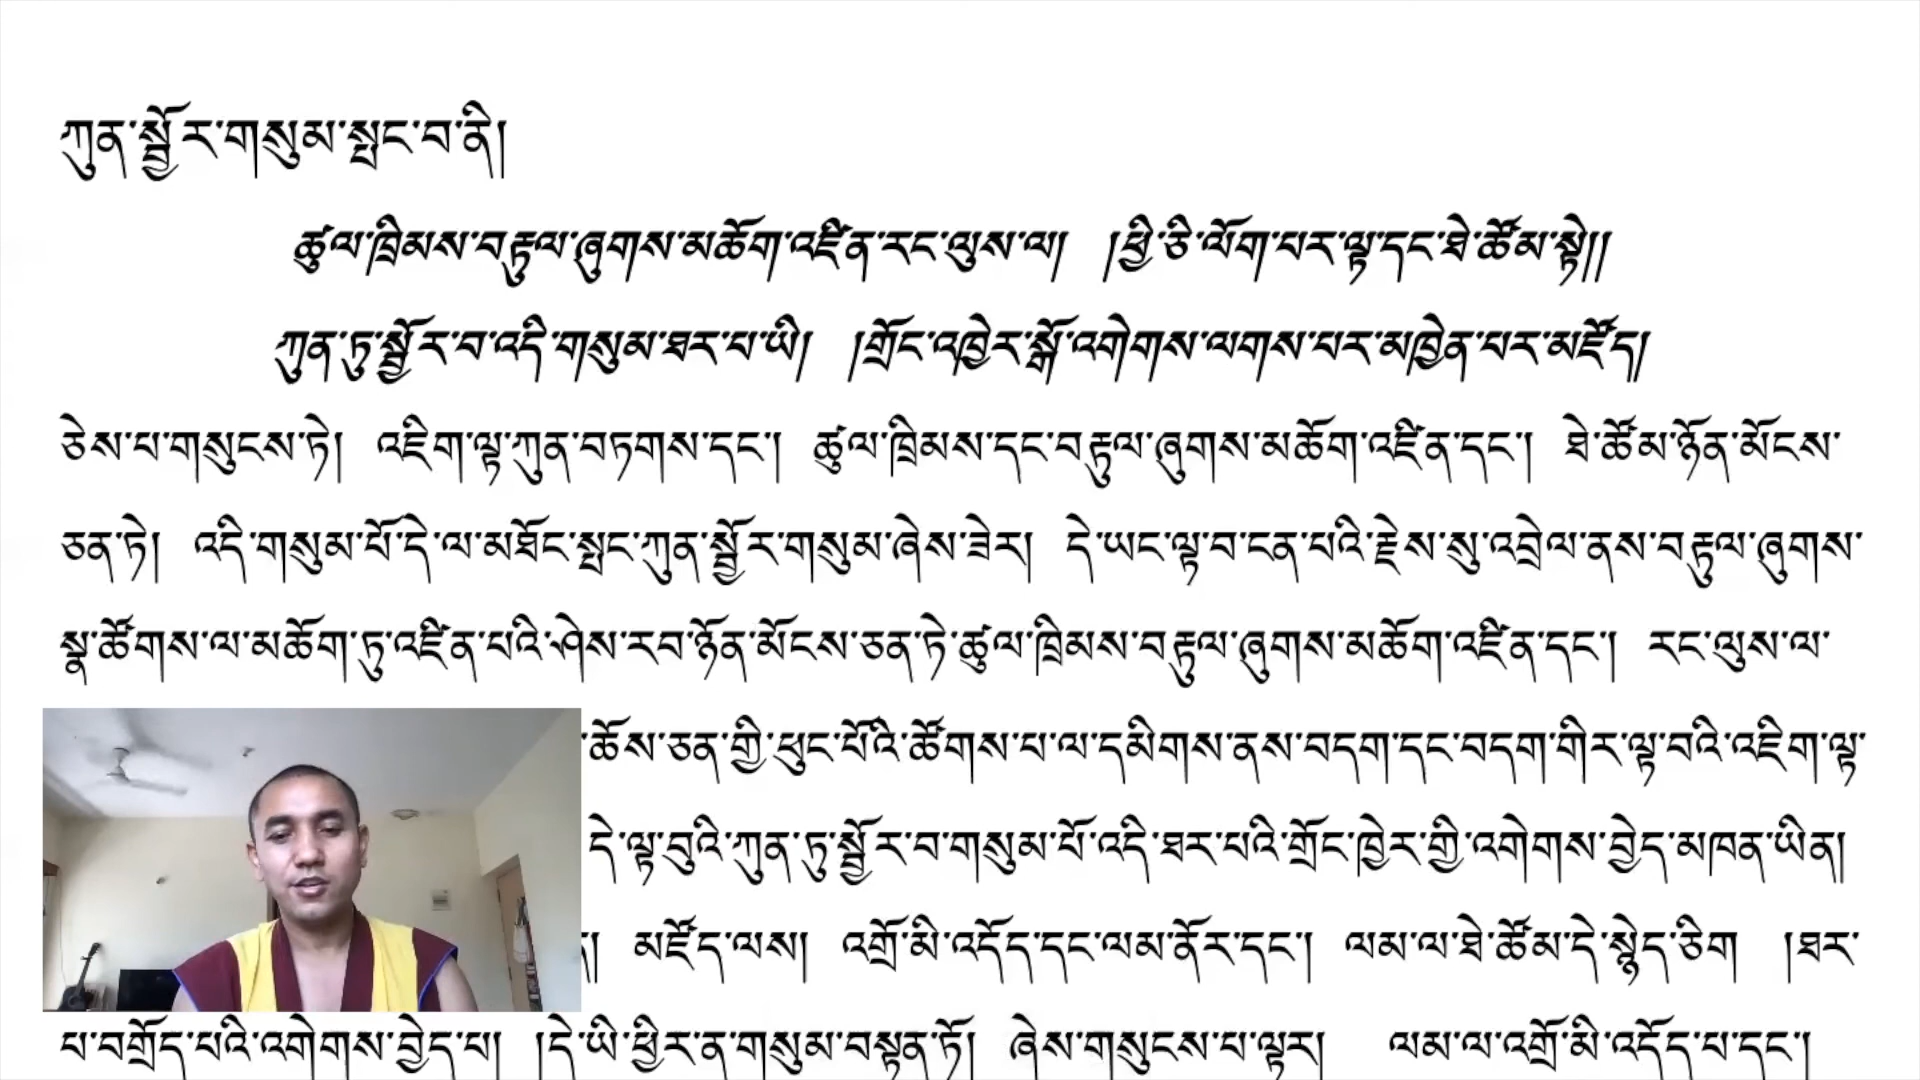 ཀུན་སྦྱོར་གསུམ་སྤང་བ་ནི།
ཚུལ་ཁྲིམས་བརྟུལ་ཞུགས་མཆོག་འཛིན་རང་ལུས་ལ། །ཕྱི་ཅི་ལོག་པར་ལྟ་དང་ཐེ་ཚོམ་སྟེ།།
ཀུན་ཏུ་སྦྱོར་བ་འདི་གསུམ་ཐར་པ་ཡི། །གྲོང་འཁྱེར་སྒོ་འགེགས་ལགས་པར་མཁྱེན་པར་མཛོད།
ཅེས་པ་གསུངས་ཏེ། འཇིག་ལྟ་ཀུན་བཏགས་དང་། ཚུལ་ཁྲིམས་དང་བརྟུལ་ཞུགས་མཆོག་འཛིན་དང་། ཐེ་ཚོམ་ཉོན་མོངས་
ཅན་ཏེ། འདི་གསུམ་པོ་དེ་ལ་མཐོང་སྤང་ཀུན་སྦྱོར་གསུམ་ཞེས་ཟེར། དེ་ཡང་ལྟ་བ་ངན་པའི་རྗེས་སུ་འབྲེལ་ནས་བརྟུལ་ཞུགས་
སྣ་ཚོགས་ལ་མཆོག་ཏུ་འཛིན་པའི་ཤེས་རབ་ཉོན་མོངས་ཅན་ཏེ་ཚུལ་ཁྲིམས་བརྟུལ་ཞུགས་མཆོག་འཛིན་དང་། རང་ལུས་ལ་
ཆོས་ཅན་གྱི་ཕུང་པོའི་ཚོགས་པ་ལ་དམིགས་ནས་བདག་དང་བདག་གིར་ལྟ་བའི་འཇིག་ལྟ་
དེ་ལྟ་བུའི་ཀུན་ཏུ་སྦྱོར་བ་གསུམ་པོ་འདི་ཐར་པའི་གྲོང་ཁྱེར་གྱི་འགེགས་བྱེད་མཁན་ཡིན།
མཛོད་ལས། འགྲོ་མི་འདོད་དང་ལམ་ནོར་དང་། ལམ་ལ་ཐེ་ཚོམ་དེ་སྙེད་ཅིག །ཐར་
པ་བགྲོད་པའི་འགེགས་བྱེད་པ། །དེ་ཡི་ཕྱིར་ན་གསུམ་བསྟན་ཏོ། ཞེས་གསུངས་པ་ལྟར། ལམ་ལ་འགྲོ་མི་འདོད་པ་དང་།